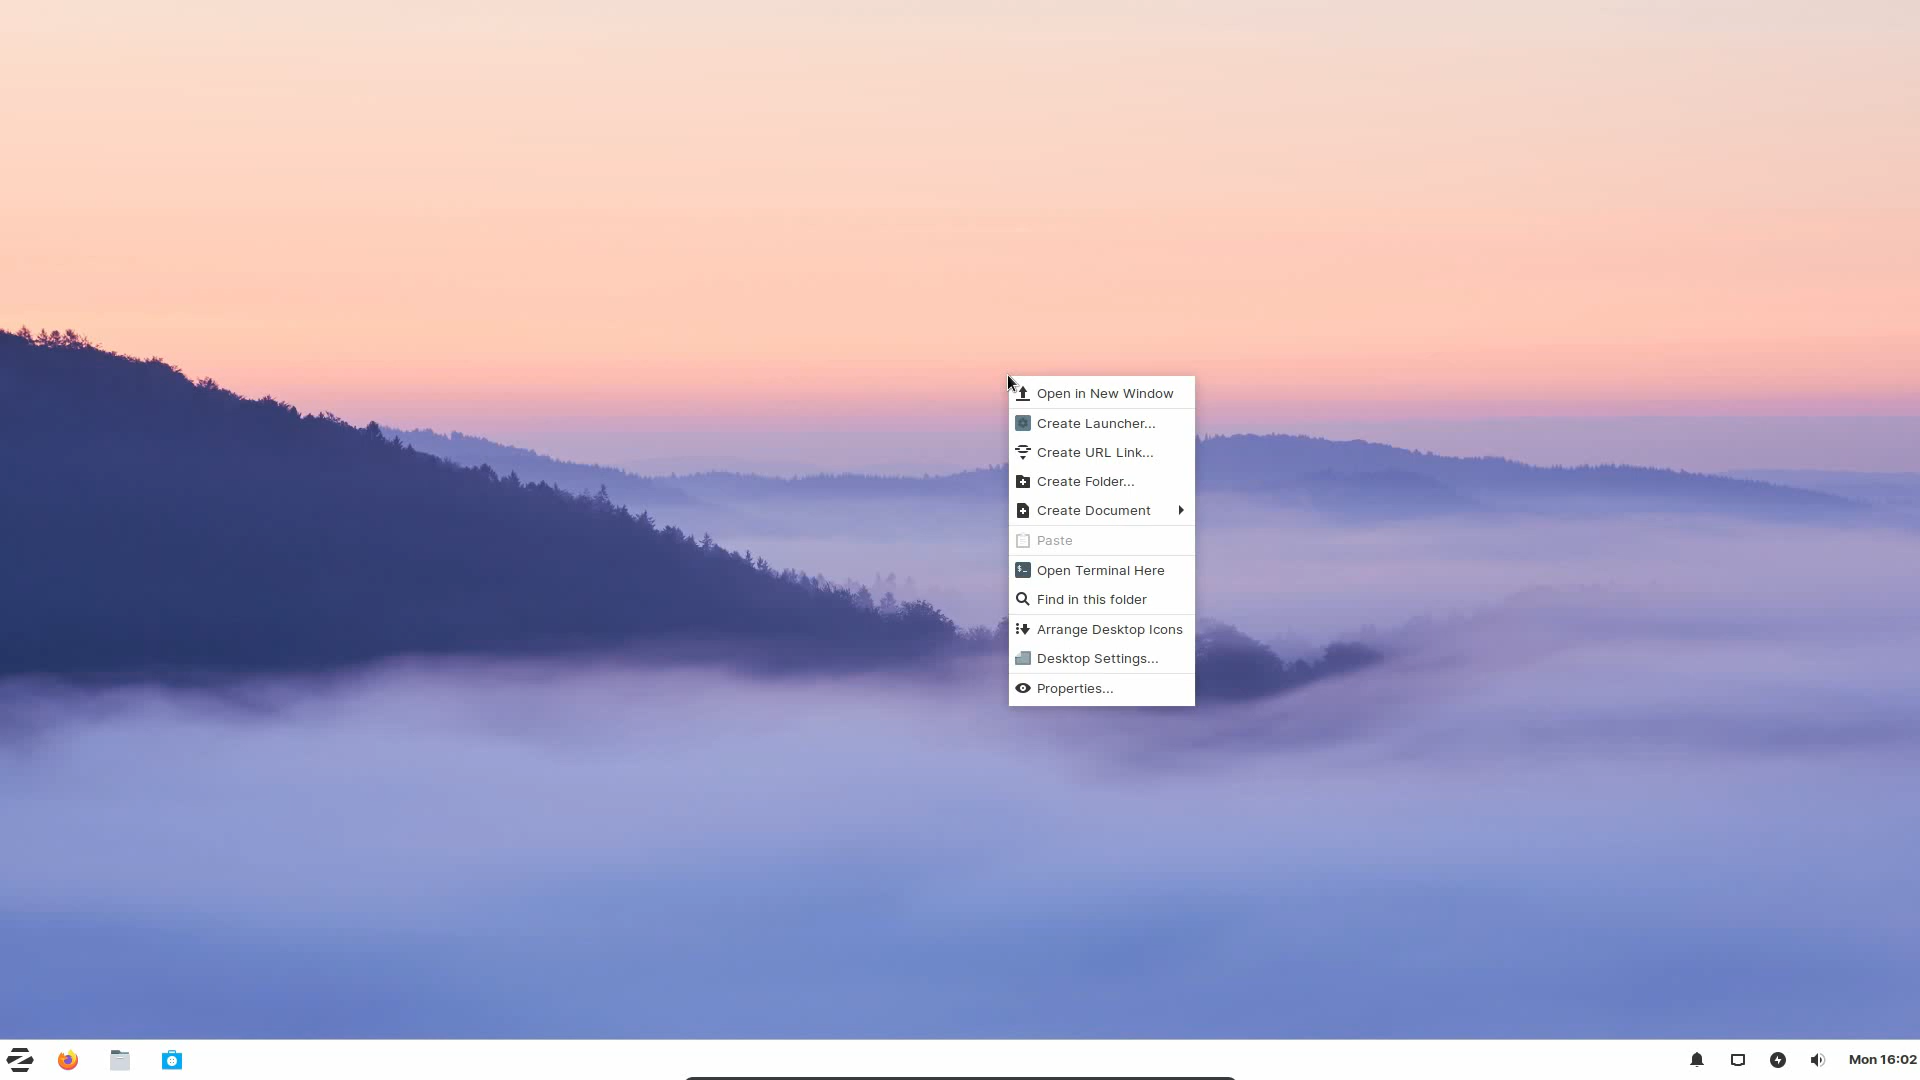 Open in New Window
Create Launcher...
Create URL Link...
Create Folder...
Create Document
Paste
Open Terminal Here
Find in this folder
Arrange Desktop Icons
Desktop Settings...
Properties...
Mon 16:02